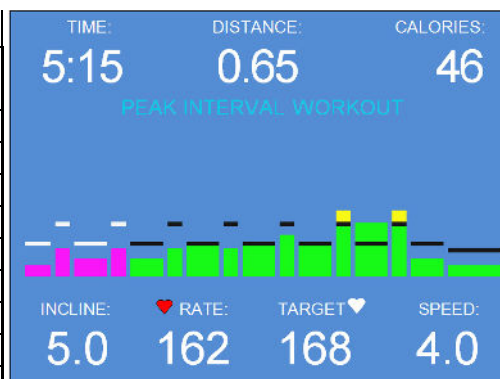 TIME: DISTANCE: CALORIES:
5:15 0.65 46
PEAK INTERVAL WORKOUT
INCLINE: RATE: TARGET SPEED:
5.0 162 168 4.0